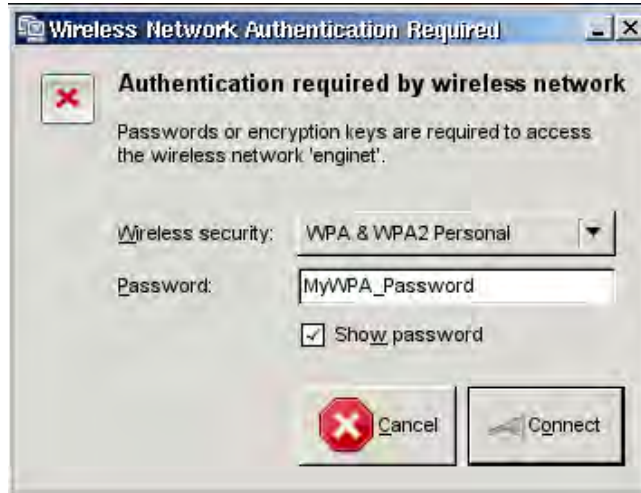 Wireless Network Authentication Required
Authentication required by wireless network
Passwords or encryption keys are required to access
the wireless network 'enginet'.
Wireless security: WPA & WPA2 Personal
Password: MyWPA_Password
Show password
Cancel Connect